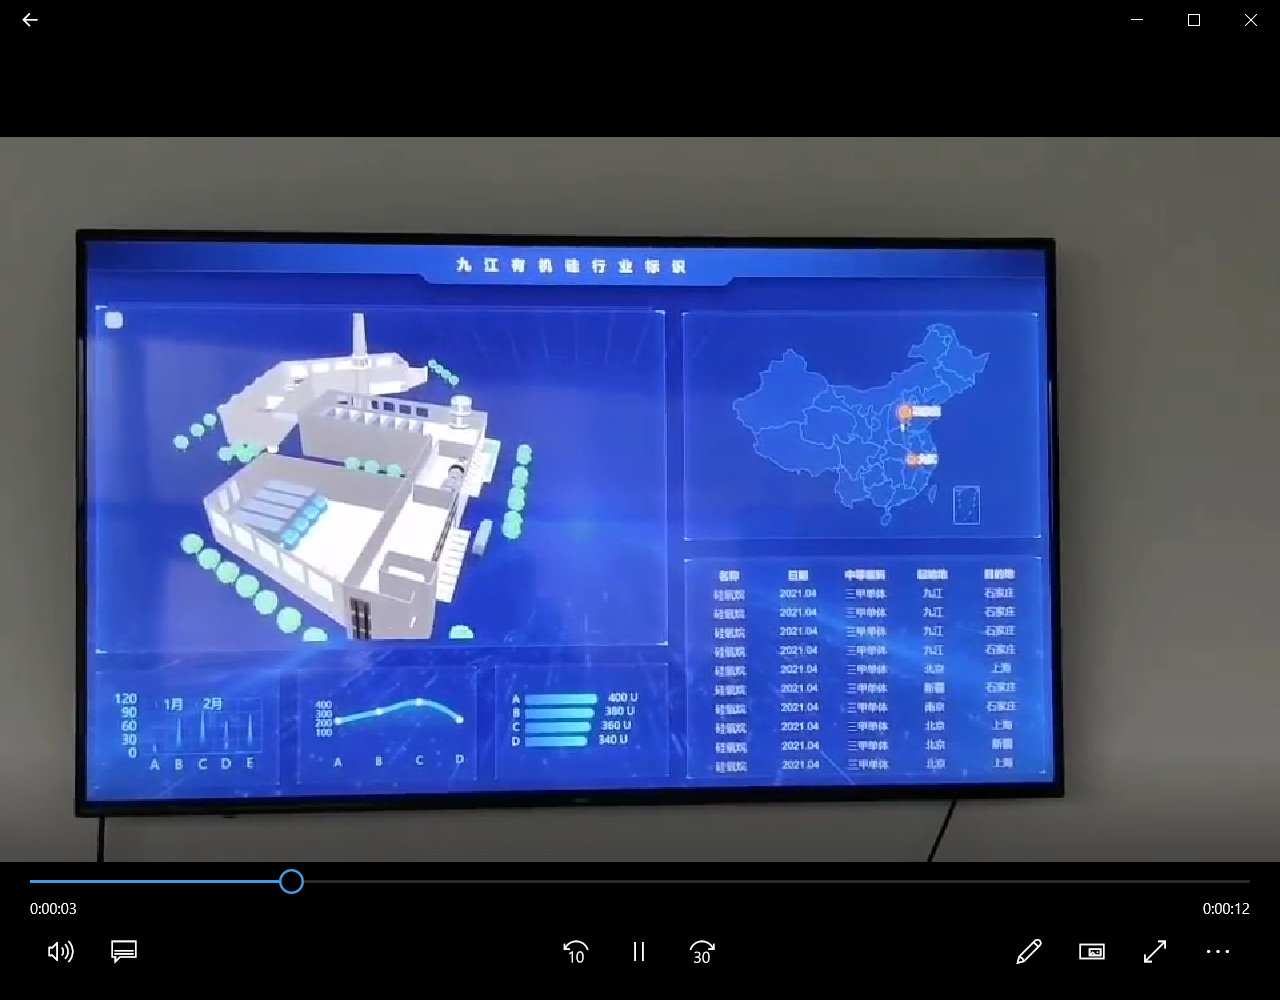 九江有机硅行业标识
名称 日期 中等编码 起始地 目的地
硅氧烷 2021.04 三甲单体 九江 石家庄
硅氧烷 2021.04 三甲单体 九江 石家庄
硅氧烷 2021.04 三甲单体 九江 石家庄
硅氧烷 2021.04 三甲单体 九江 石家庄
硅氧烷 2021.04 三甲单体 北京 上海
硅氧烷 2021.04 三甲单体 新疆 石家庄
硅氧烷 2021.04 三甲单体 南京 石家庄
硅氧烷 2021.04 三甲单体 北京 上海
硅氧烷 2021.04 三甲单体 北京 新疆
硅氧烷 2021.04 三甲单体 北京 上海
1月 2月
120
90
60
30
0
A B C D E
400
300
200
100
A B C D
A 400 U
B 380 U
C 360 U
D 340 U
0:00:03
0:00:12
10
30